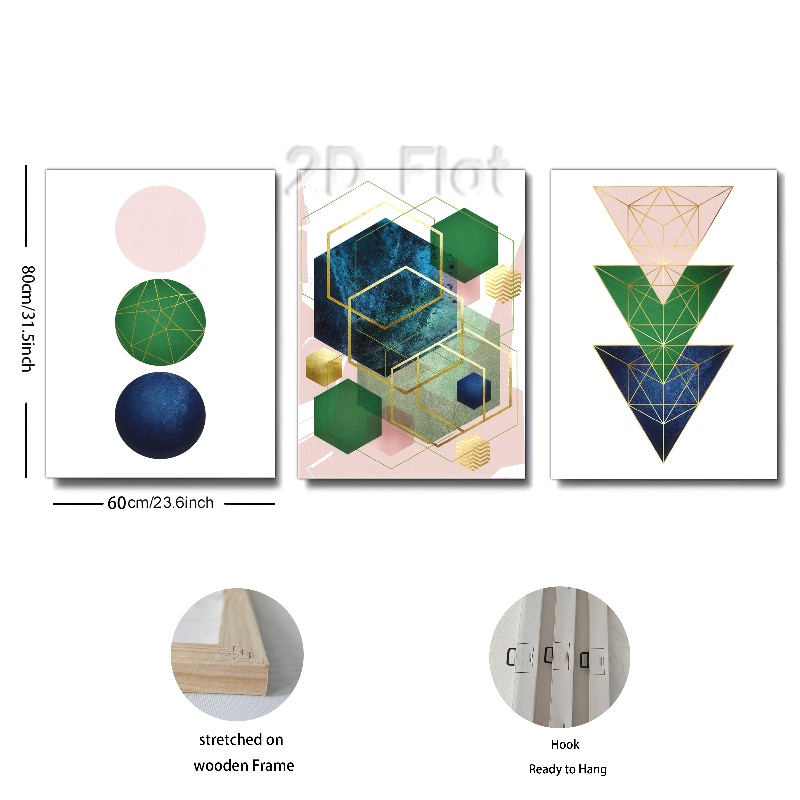 2D Flat
80cm/31.5inch
60cm/23.6inch
stretched on
wooden Frame
Hook
Ready to Hang